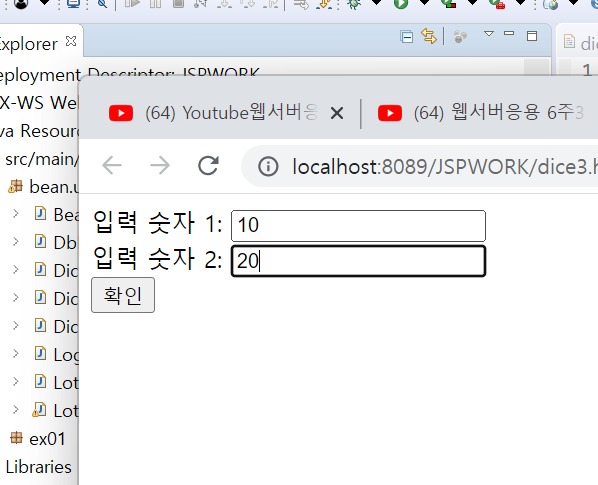 Explorer
dice
eployment Descriptor: JSPWORK
1
X-WS Wel
va Resour
src/main/
bean.u
Bea
Db
Dic
Dic
Dic
Log
Lot
Lot
ex01
Libraries
(64) Youtube웹서버응
(64) 웹서버응용 6주3
localhost:8089/JSPWORK/dice3.h
입력 숫자 1: 10
입력 숫자 2: 20
확인